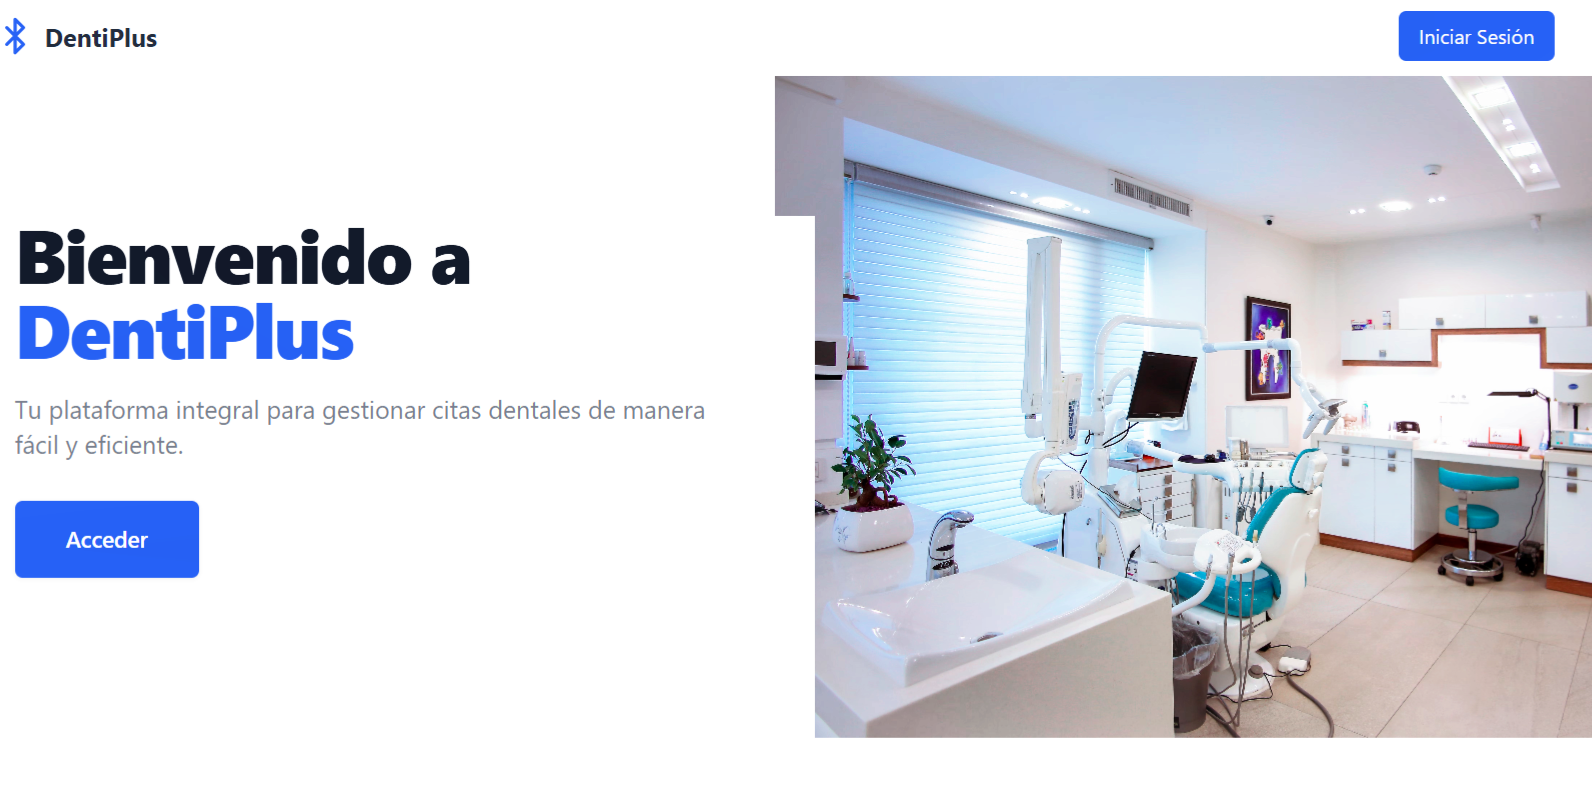 DentiPlus
Iniciar Sesión
Bienvenido a
DentiPlus
Tu plataforma integral para gestionar citas dentales de manera
fácil y eficiente.
Acceder